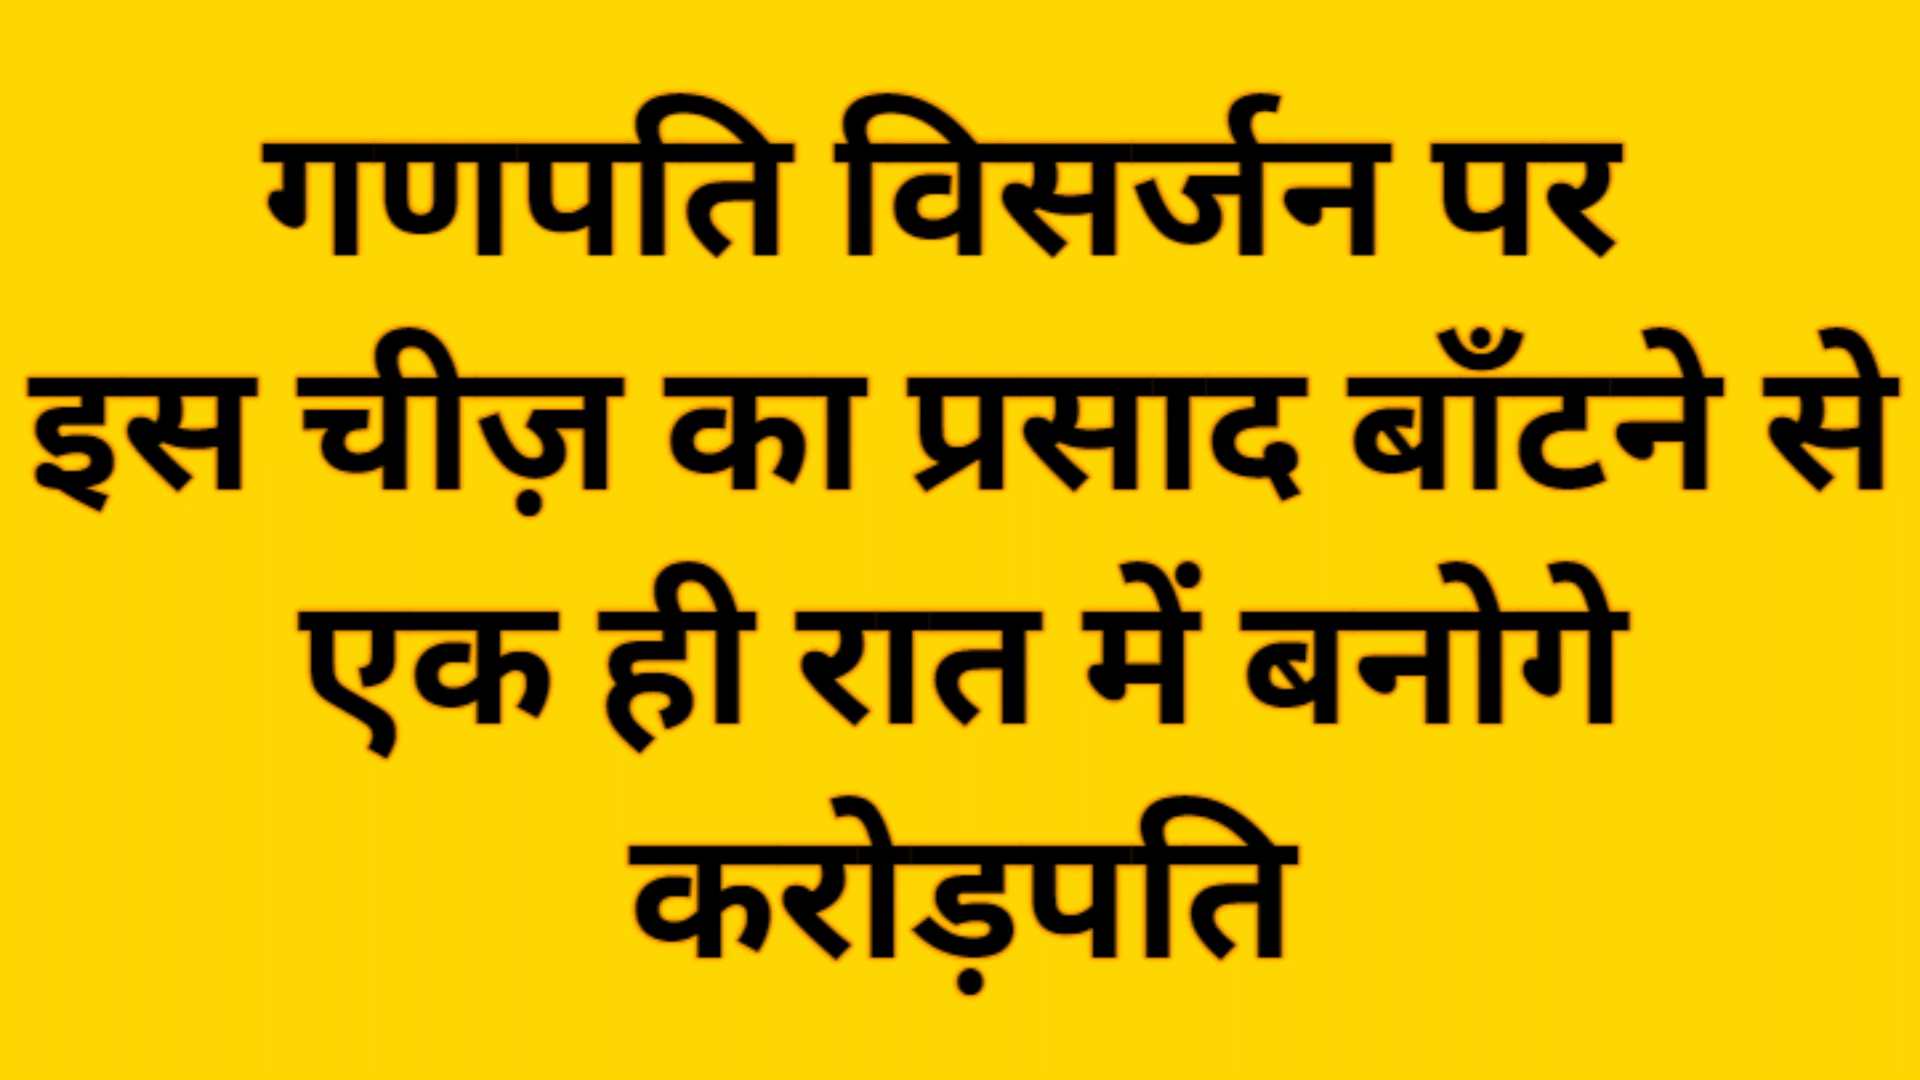 गणपति विसर्जन पर
इस चीज़ का प्रसाद बाँटने से
एक ही रात में बनोगे
करोड़पति